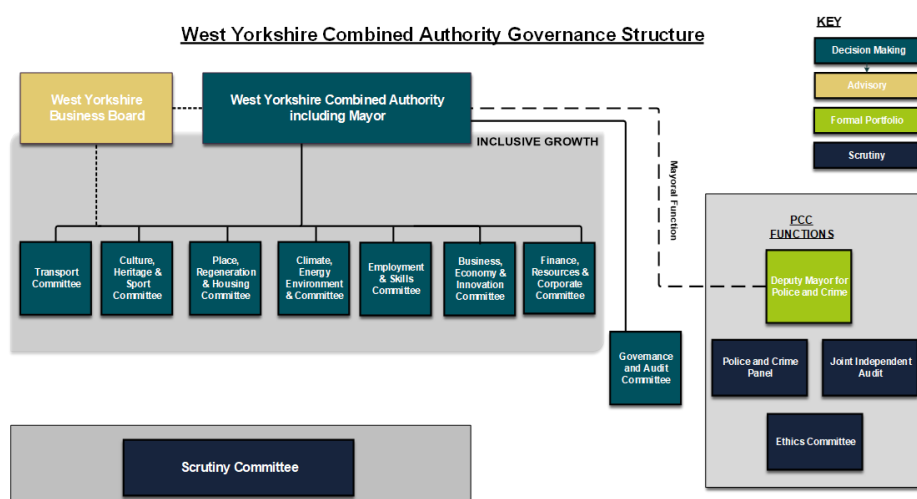 West Yorkshire Combined Authority Governance Structure
KEY
Decision Making
Advisory
Formal Portfolio
Scrutiny
West Yorkshire
Business Board
West Yorkshire Combined Authority
including Mayor
INCLUSIVE GROWTH
Mayoral Function
Transport
Committee
Culture,
Heritage &
Sport
Committee
Place,
Regeneration
& Housing
Committee
Climate,
Energy
Environment
& Committee
Employment
& Skills
Committee
Business,
Economy &
Innovation
Committee
Finance,
Resources &
Corporate
Committee
Governance
and Audit
Committee
PCC
FUNCTIONS
Deputy Mayor for
Police and Crime
Police and Crime
Panel
Joint Independent
Audit
Ethics Committee
Scrutiny Committee